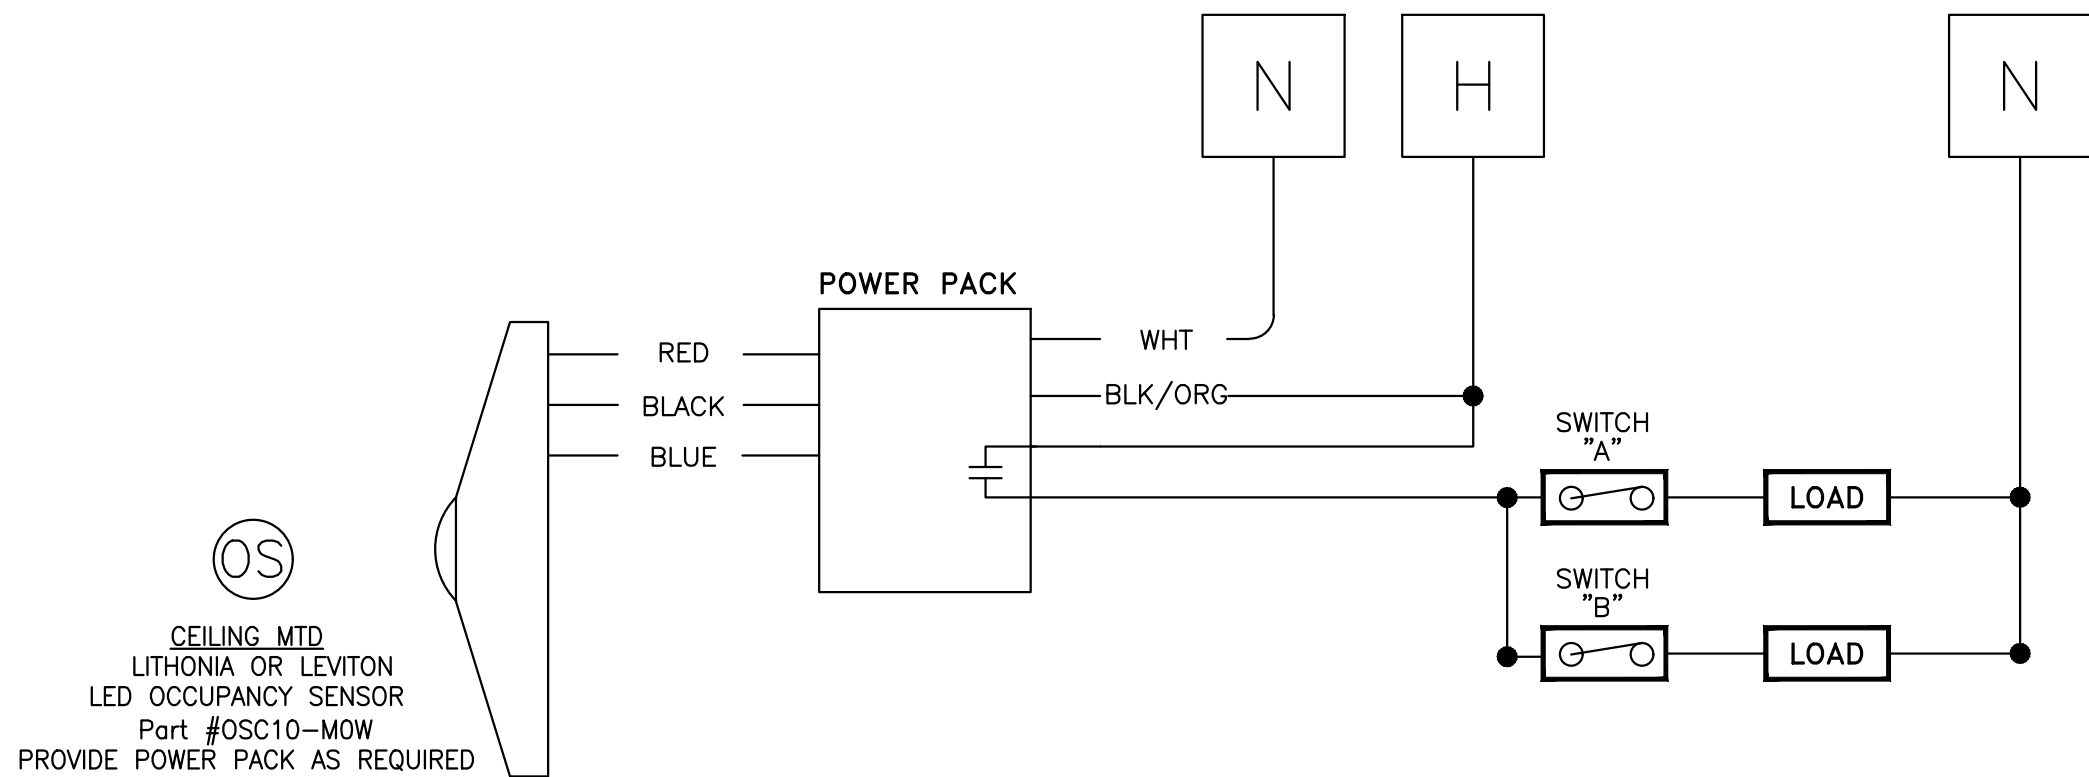 N
H
N
POWER PACK
RED
WHT
BLACK
BLK/ORG
BLUE
SWITCH
"A"
LOAD
SWITCH
"B"
LOAD
OS
CEILING MTD
LITHONIA OR LEVITON
LED OCCUPANCY SENSOR
Part #OSC10-M0W
PROVIDE POWER PACK AS REQUIRED